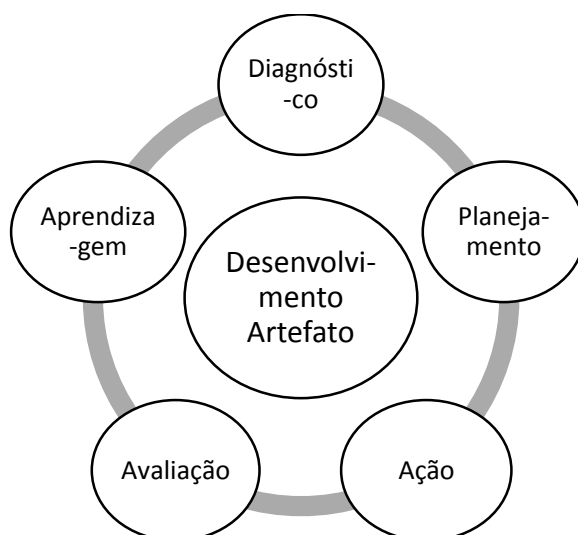 Diagnósti
-co
Planeja-
mento
Ação
Avaliação
Aprendiza
-gem
Desenvolvi-
mento
Artefato